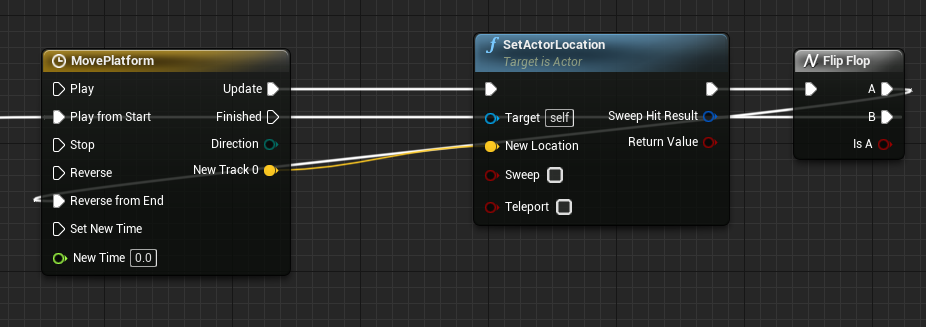 MovePlatform
Play
Update
Play from Start
Finished
Stop
Direction
Reverse
New Track 0
Reverse from End
Set New Time
New Time 0.0
SetActorLocation
Target is Actor
Target self
Sweep Hit Result
New Location
Return Value
Sweep
Teleport
Flip Flop
A
B
Is A